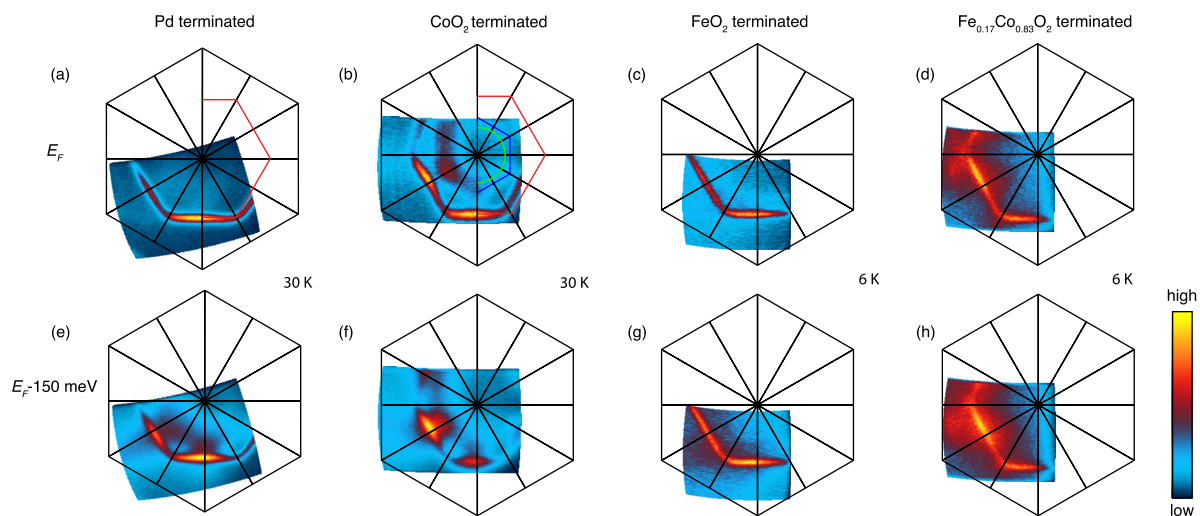 Pd terminated
CoO2 terminated
FeO2 terminated
Fe0.17Co0.83O2 terminated
(a)
(b)
(c)
(d)
EF
30 K
30 K
6 K
6 K
high
(e)
(f)
(g)
(h)
EF-150 meV
low